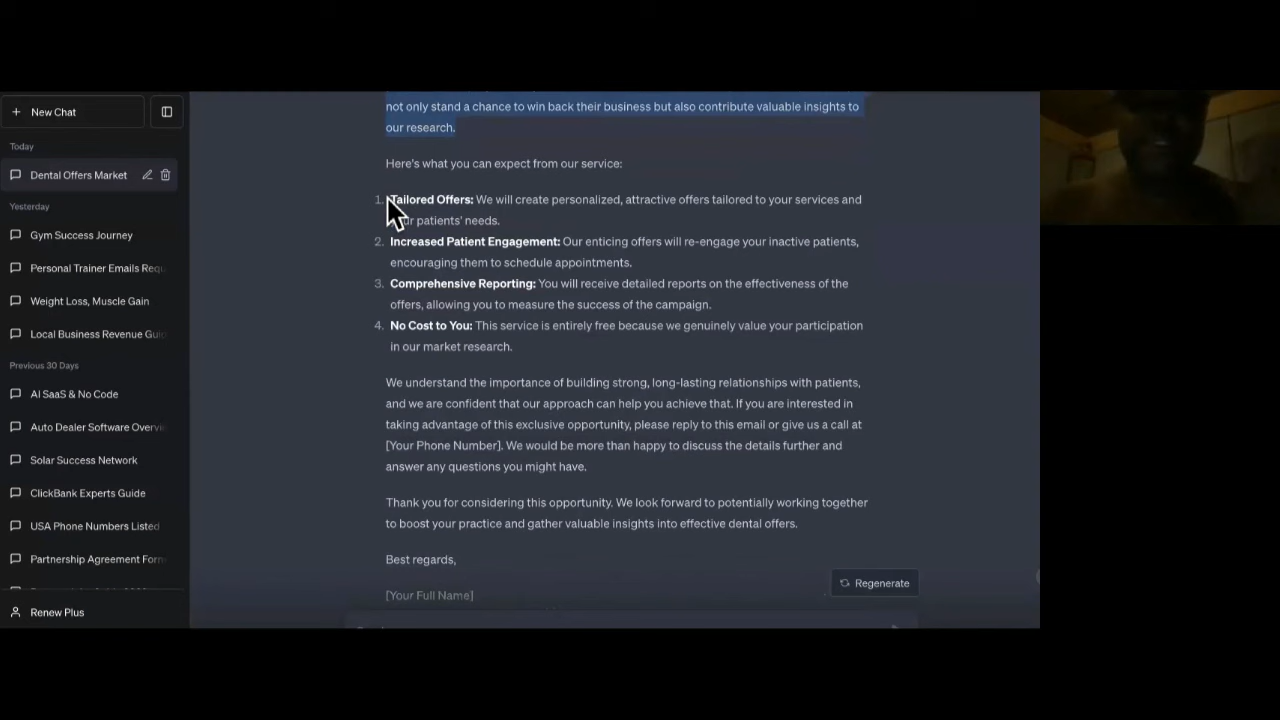 New Chat
Today
Dental Offers Market
Yesterday
Gym Success Journey
Personal Trainer Emails Requ
Weight Loss, Muscle Gain
Local Business Revenue Guid
Previous 30 Days
AI SaaS & No Code
Auto Dealer Software Overvi
Solar Success Network
ClickBank Experts Guide
USA Phone Numbers Listed
Partnership Agreement Form
Renew Plus
not only stand a chance to win back their business but also contribute valuable insights to
our research.
Here's what you can expect from our service:
1. Tailored Offers: We will create personalized, attractive offers tailored to your services and
patients' needs.
2. Increased Patient Engagement: Our enticing offers will re-engage your inactive patients,
encouraging them to schedule appointments.
3. Comprehensive Reporting: You will receive detailed reports on the effectiveness of the
offers, allowing you to measure the success of the campaign.
4. No Cost to You: This service is entirely free because we genuinely value your participation
in our market research.
We understand the importance of building strong, long-lasting relationships with patients,
and we are confident that our approach can help you achieve that. If you are interested in
taking advantage of this exclusive opportunity, please reply to this email or give us a call at
[Your Phone Number]. We would be more than happy to discuss the details further and
answer any questions you might have.
Thank you for considering this opportunity. We look forward to potentially working together
to boost your practice and gather valuable insights into effective dental offers.
Best regards,
[Your Full Name]
Regenerate